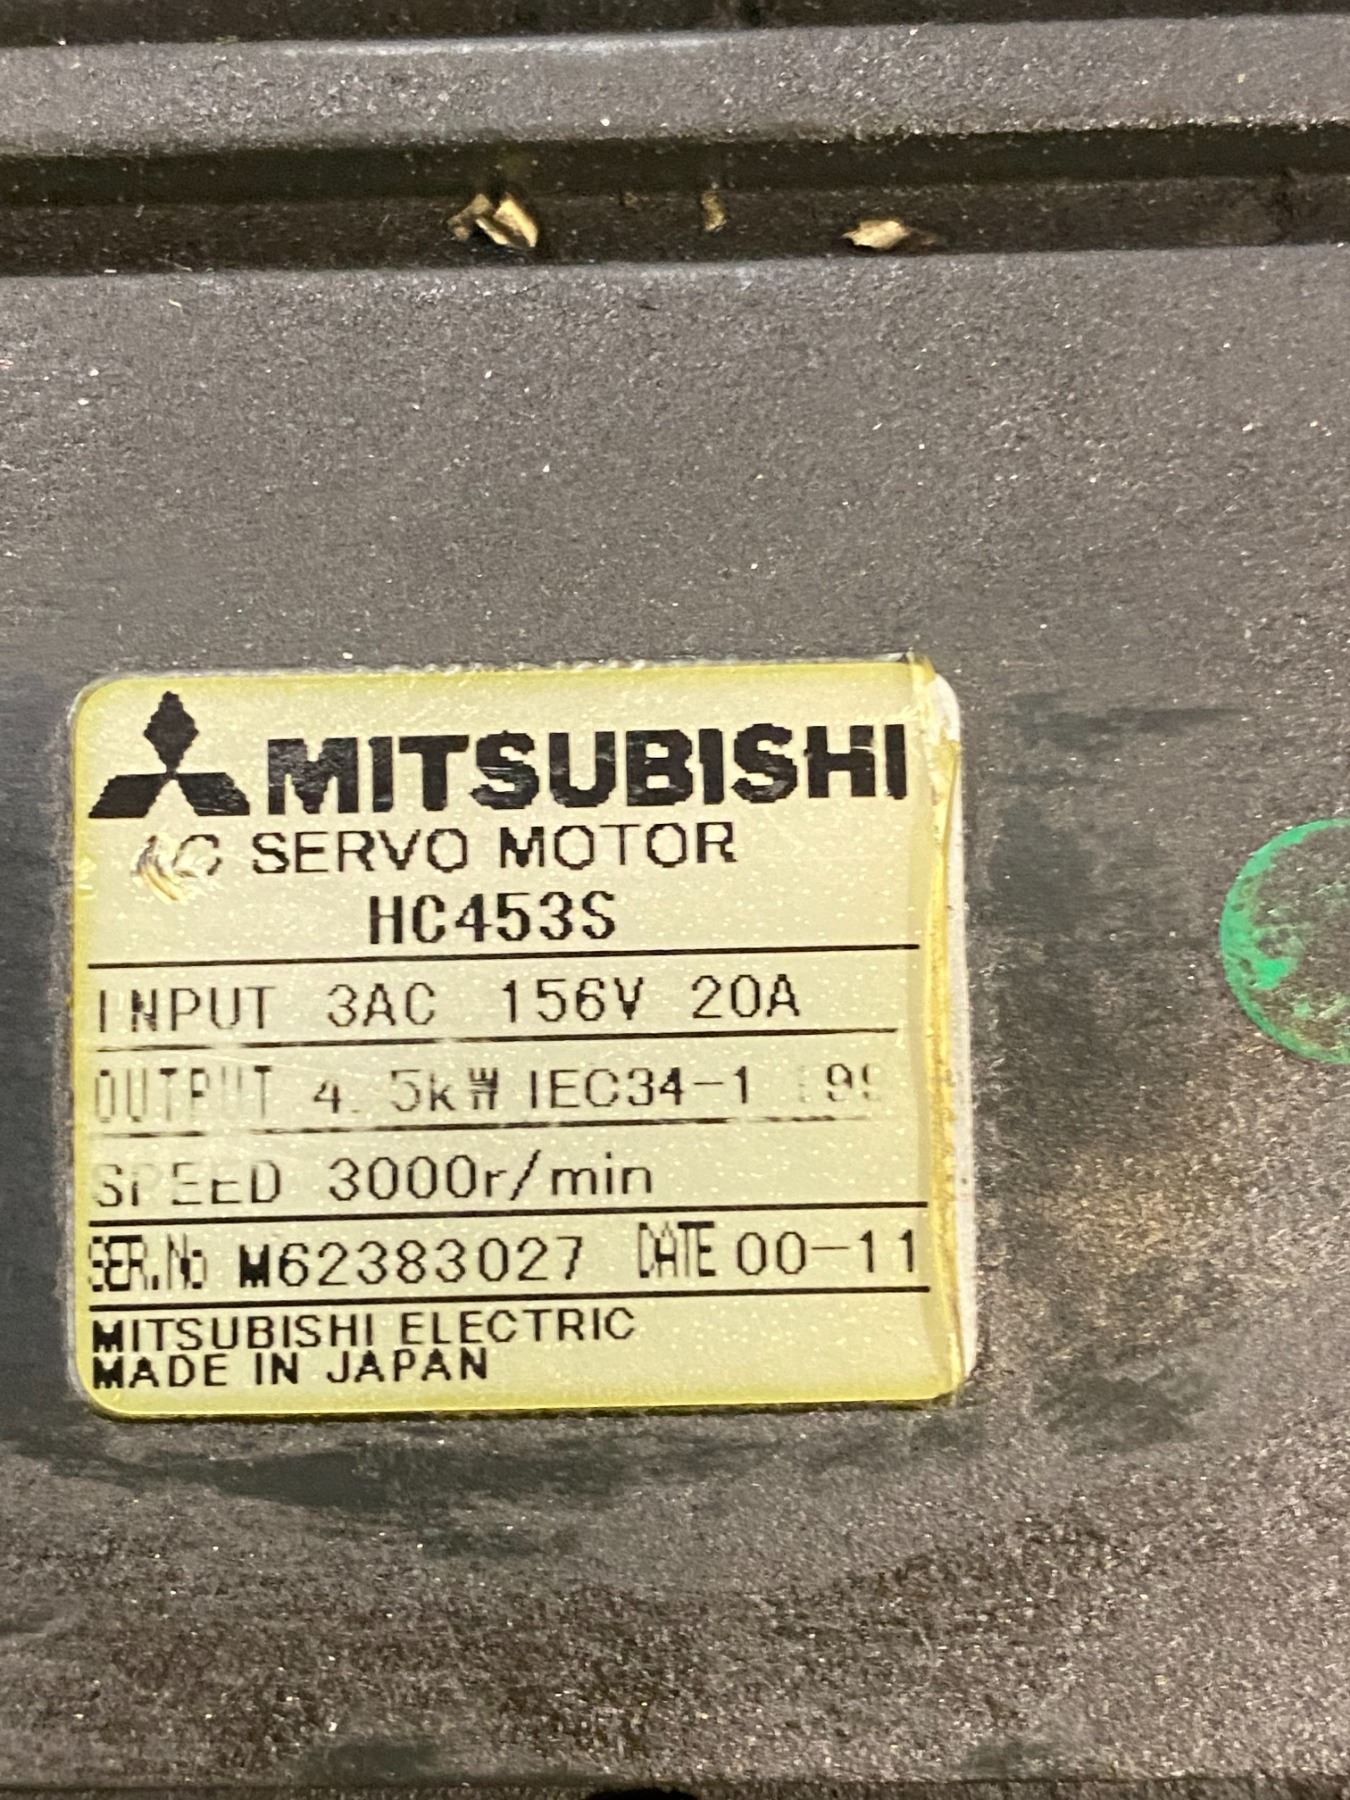 MITSUBISHI
AC SERVO MOTOR
HC453S
INPUT 3AC 156V 20A
OUTPUT 4.5kW IEC34-1
SPEED 3000r/min
SER.No M62383027 DATE 00-11
MITSUBISHI ELECTRIC
MADE IN JAPAN